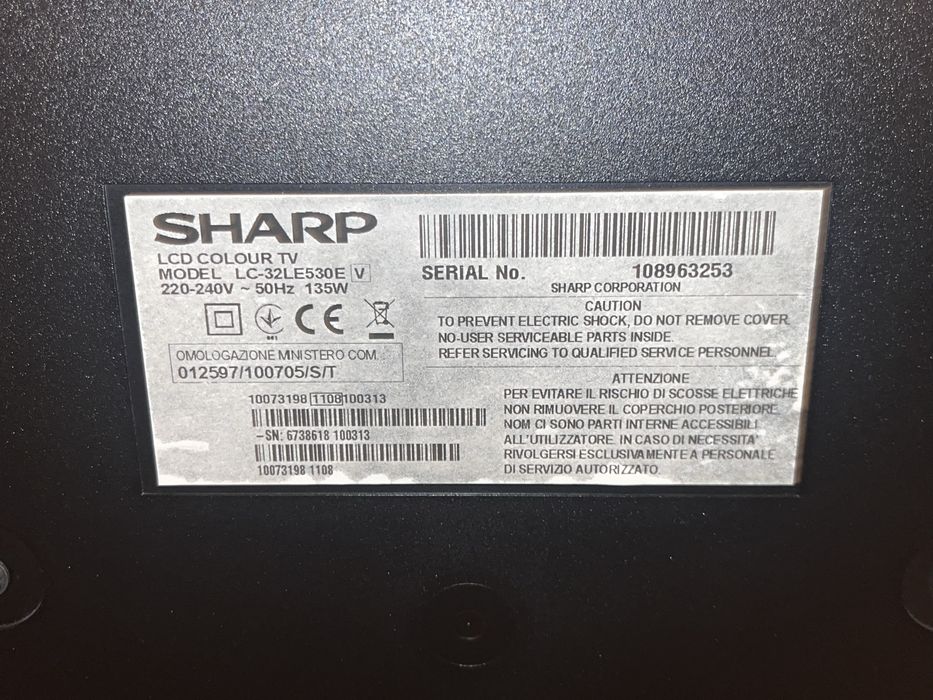 SHARP
LCD COLOUR TV
MODEL LC-32LE530E V
220-240V ~ 50Hz 135W
CE
001
OMOLOGAZIONE MINISTERO COM.
012597/100705/S/T
10073198 1108 100313
-SN: 6738618 100313
10073198 1108
SERIAL No. 108963253
SHARP CORPORATION
CAUTION
TO PREVENT ELECTRIC SHOCK, DO NOT REMOVE COVER.
NO-USER SERVICEABLE PARTS INSIDE.
REFER SERVICING TO QUALIFIED SERVICE PERSONNEL.
ATTENZIONE
PER EVITARE IL RISCHIO DI SCOSSE ELETTRICHE
NON RIMUOVERE IL COPERCHIO POSTERIORE
NOM CI SONO PARTI INTERNE ACCESSIBILI
ALL'UTILIZZATORE. IN CASO DI NECESSITA'
RIVOLGERSI ESCLUSIVAMENTE A PERSONALE
DI SERVIZIO AUTORIZZATO.